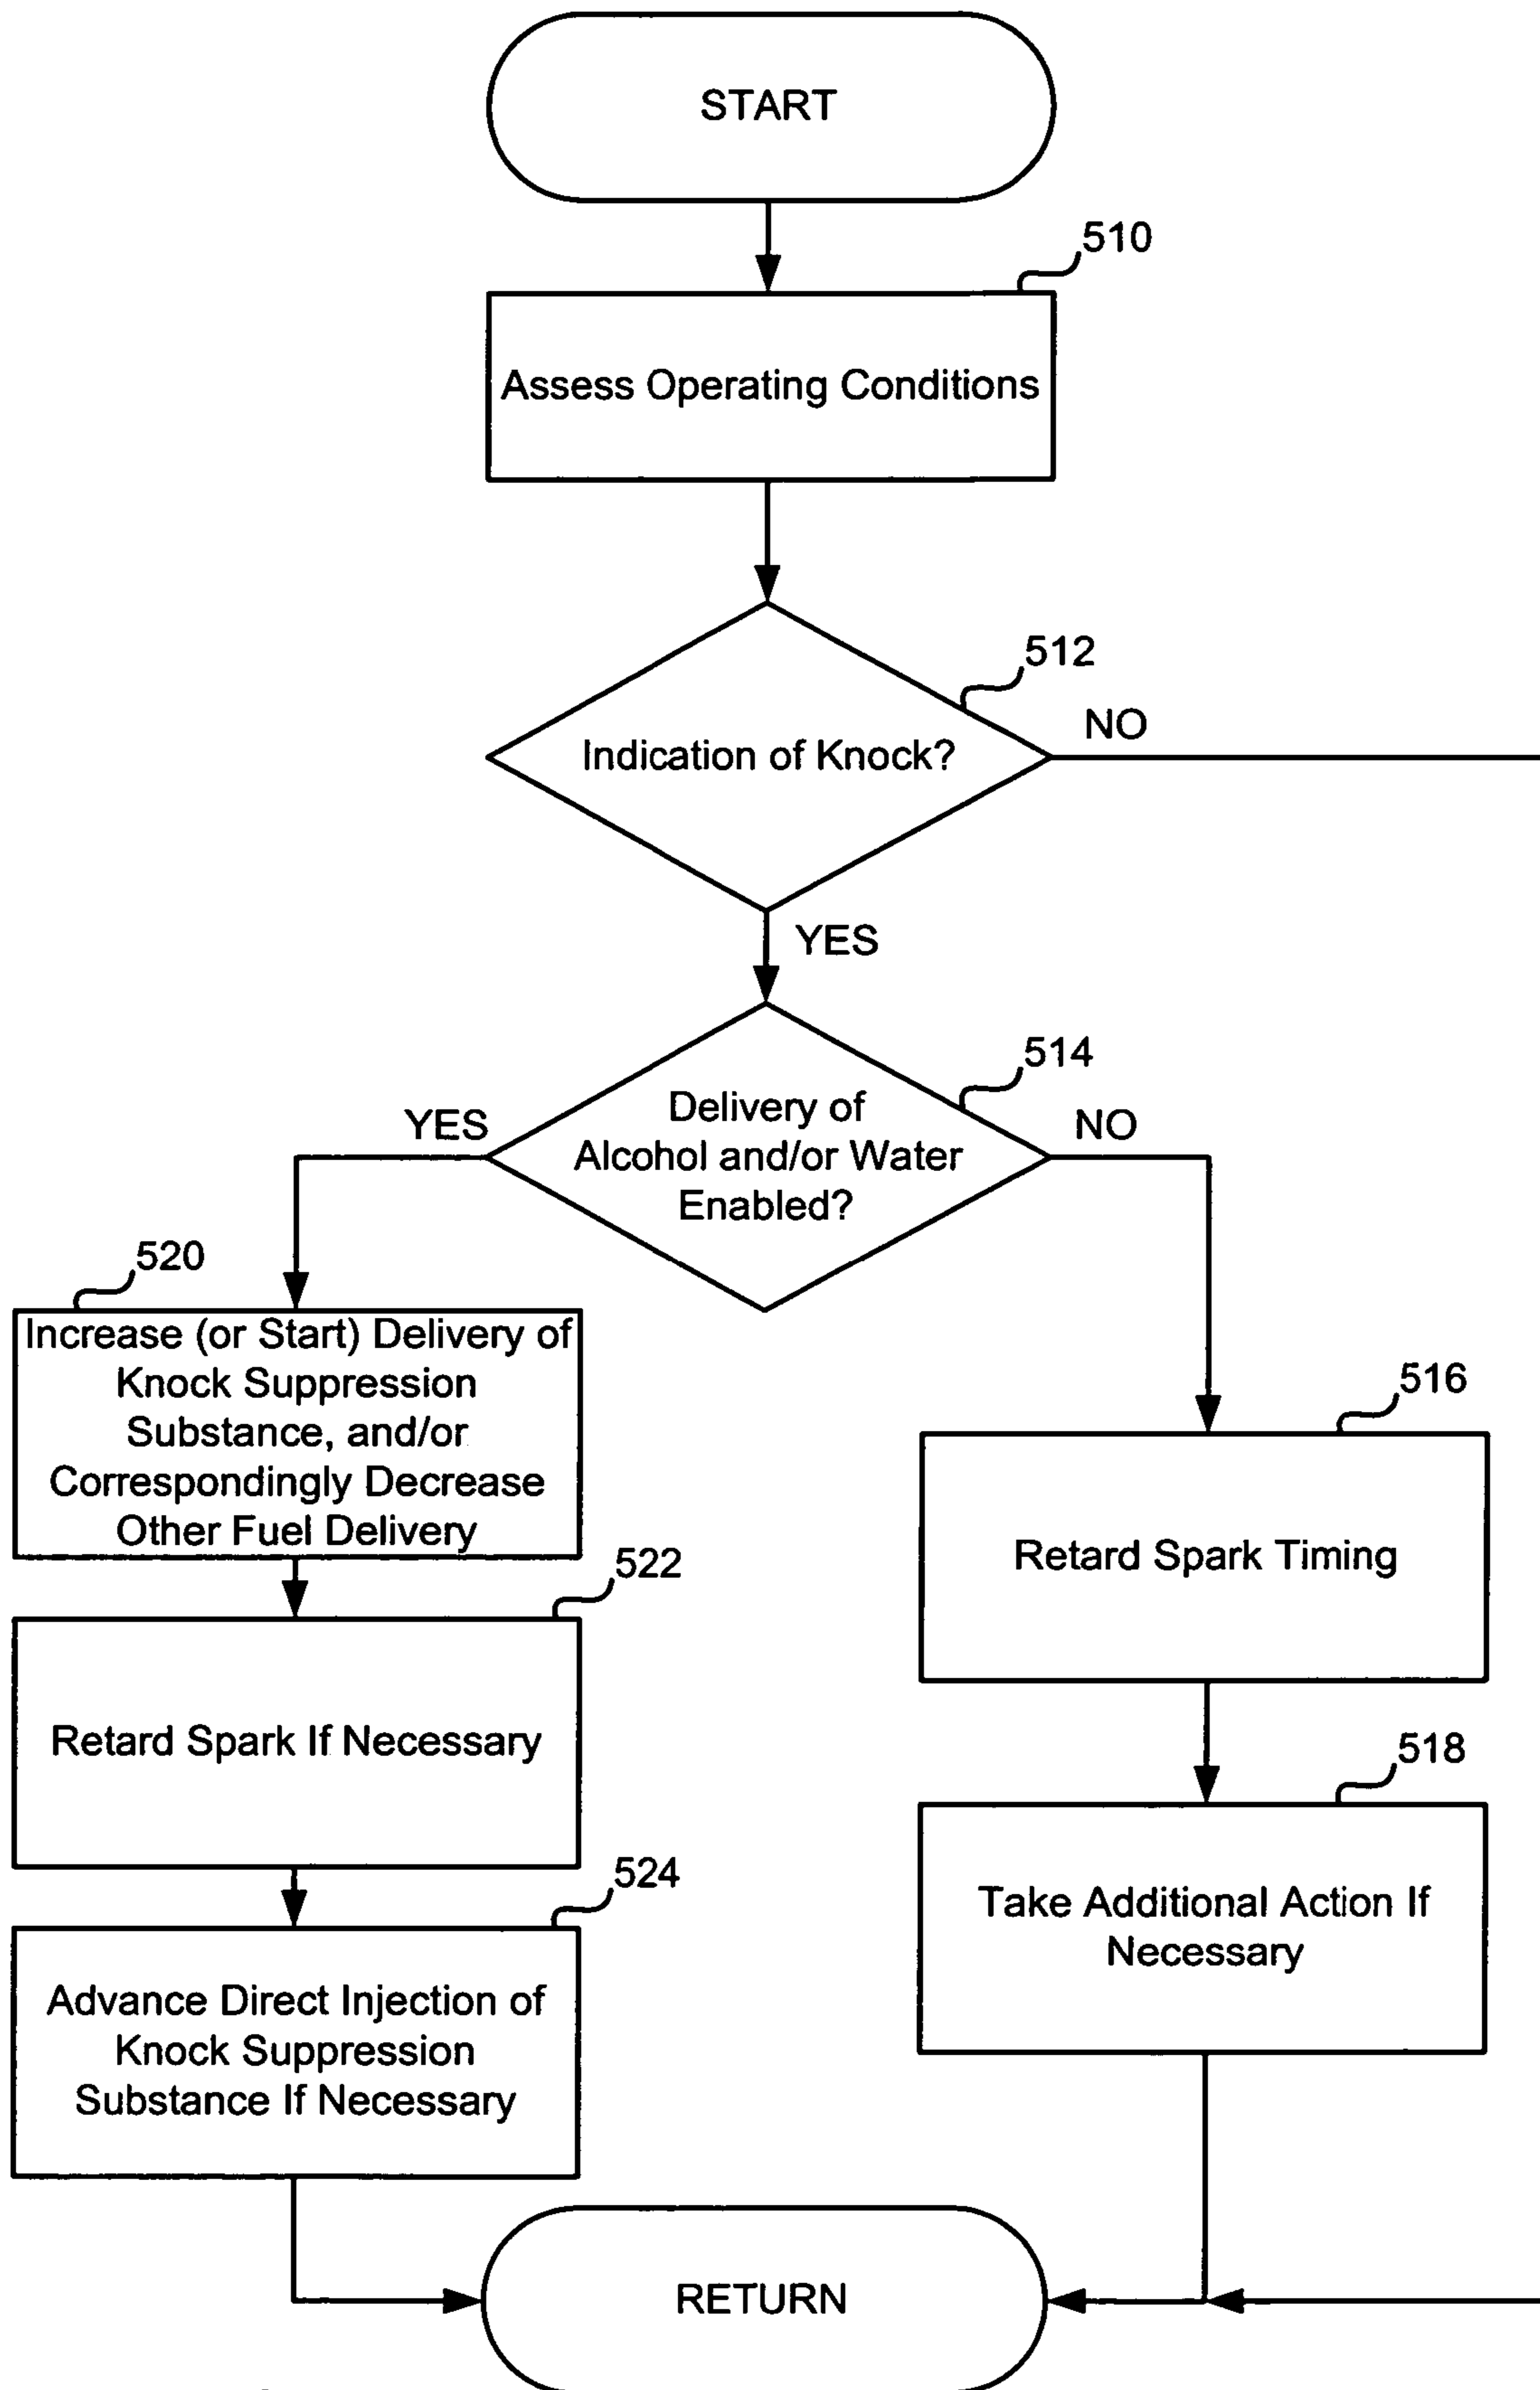 START
510
Assess Operating Conditions
512
Indication of Knock?
NO
YES
514
Delivery of
Alcohol and/or Water
Enabled?
YES
NO
520
Increase (or Start) Delivery of
Knock Suppression
Substance, and/or
Correspondingly Decrease
Other Fuel Delivery
516
Retard Spark Timing
522
Retard Spark If Necessary
518
Take Additional Action If
Necessary
524
Advance Direct Injection of
Knock Suppression
Substance If Necessary
RETURN